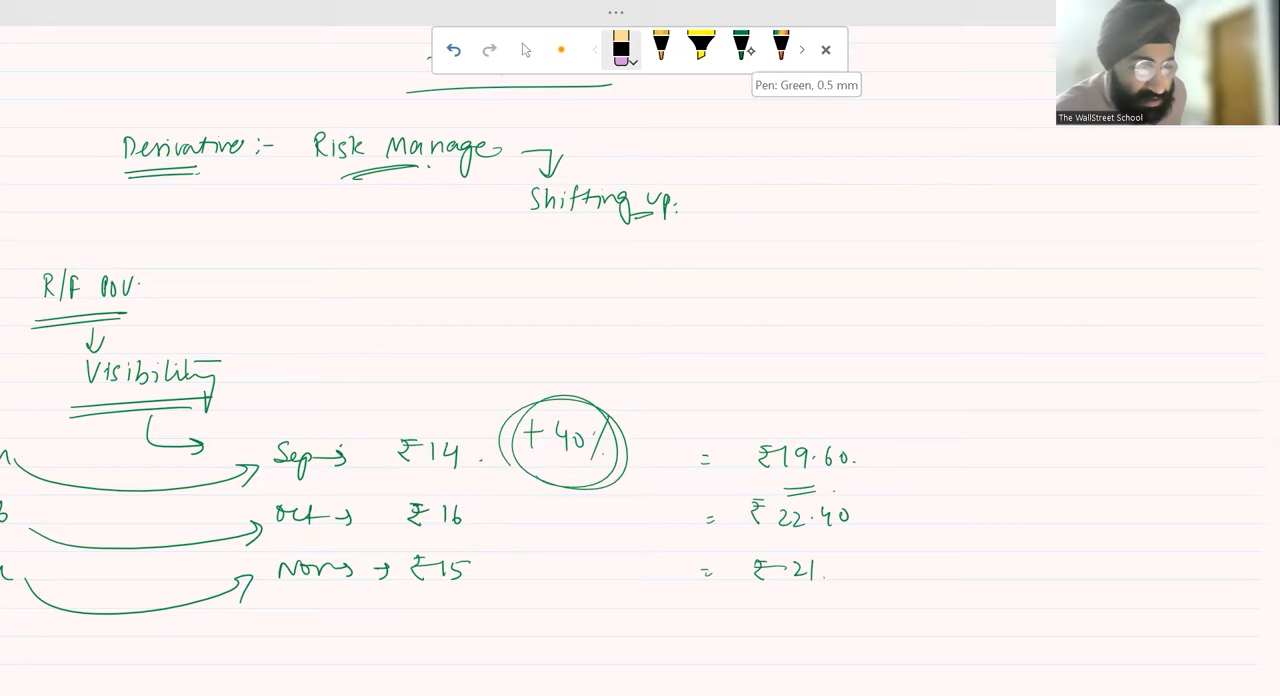 Pen: Green, 0.5 mm
The WallStreet School
Derivative :- Risk Manage
Shifting up:
R/F POV.
Visibility
Sep → ₹14. + 40% = ₹19.60.
Oct → ₹16 = ₹22.40
Nov → ₹15 = ₹21.